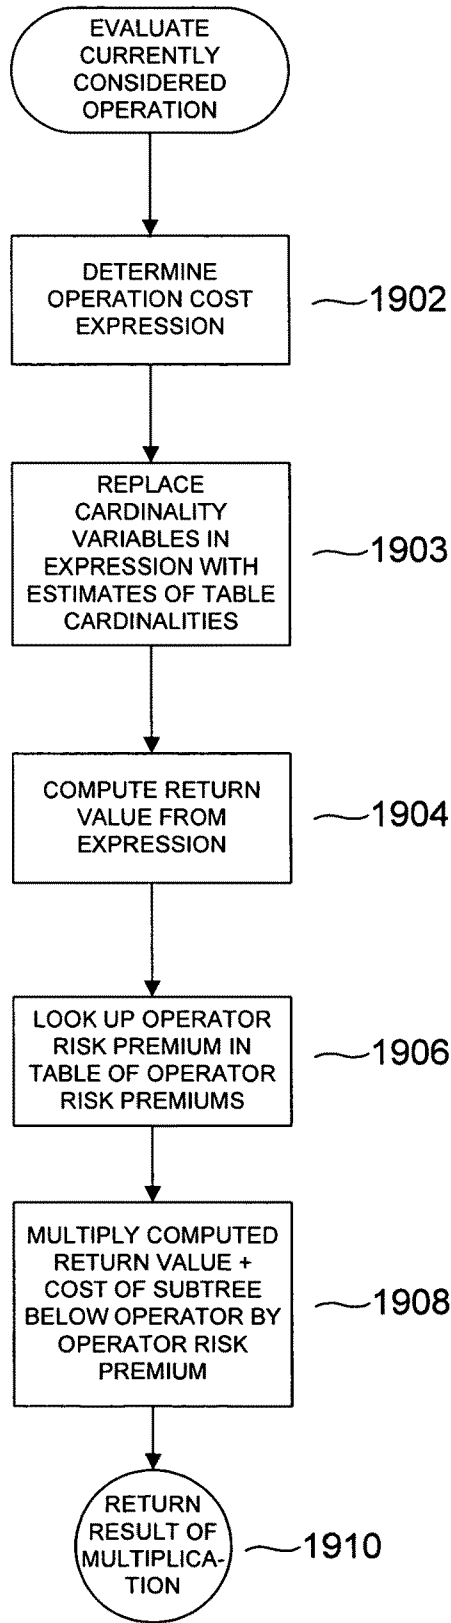 EVALUATE
CURRENTLY
CONSIDERED
OPERATION
DETERMINE
OPERATION COST
EXPRESSION
1902
REPLACE
CARDINALITY
VARIABLES IN
EXPRESSION WITH
ESTIMATES OF TABLE
CARDINALITIES
1903
COMPUTE RETURN
VALUE FROM
EXPRESSION
1904
LOOK UP OPERATOR
RISK PREMIUM IN
TABLE OF OPERATOR
RISK PREMIUMS
1906
MULTIPLY COMPUTED
RETURN VALUE +
COST OF SUBTREE
BELOW OPERATOR BY
OPERATOR RISK
PREMIUM
1908
RETURN
RESULT OF
MULTIPLICA-
TION
1910